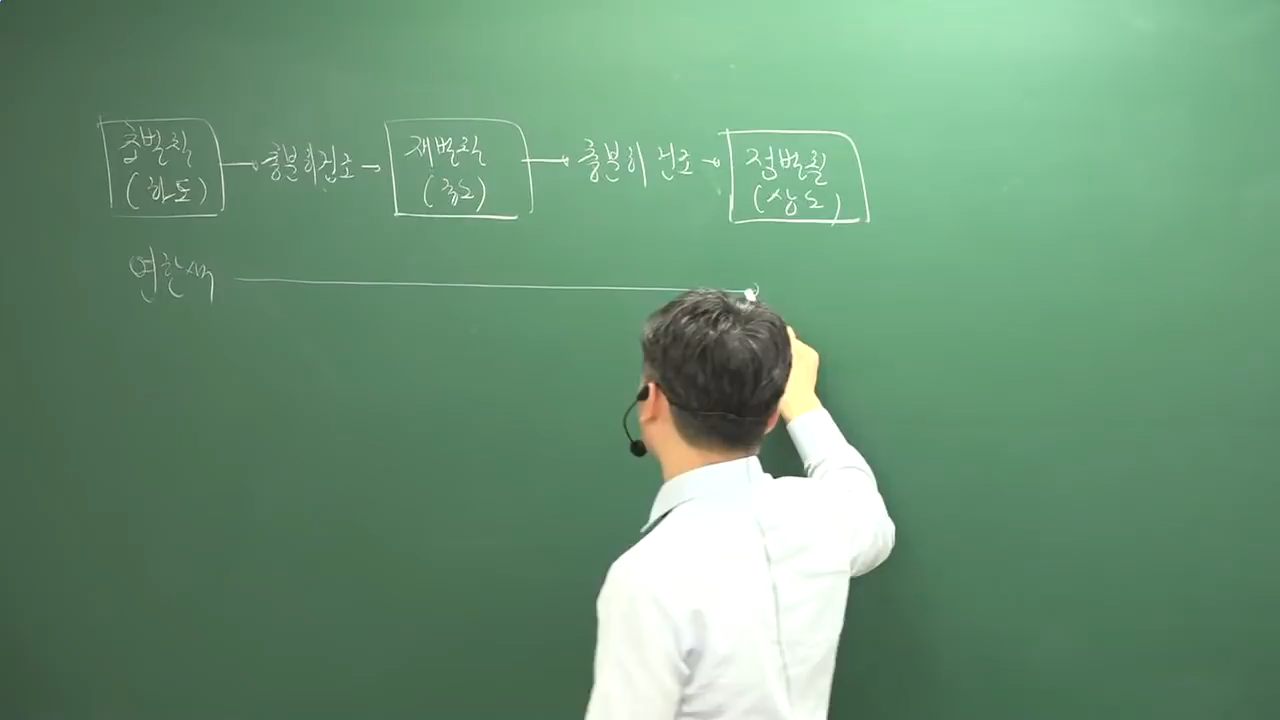 초벌칠 → 충분히 건조 → 재벌칠 → 충분히 건조 → 정벌칠
(하도) (중도) (상도)
연한색